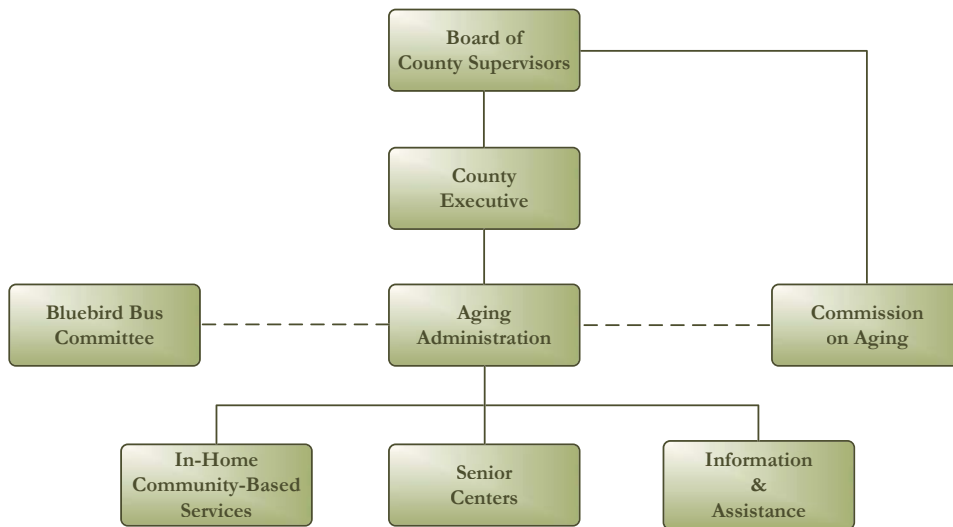 Board of
County Supervisors
County
Executive
Bluebird Bus
Committee
Aging
Administration
Commission
on Aging
In-Home
Community-Based
Services
Senior
Centers
Information
&
Assistance